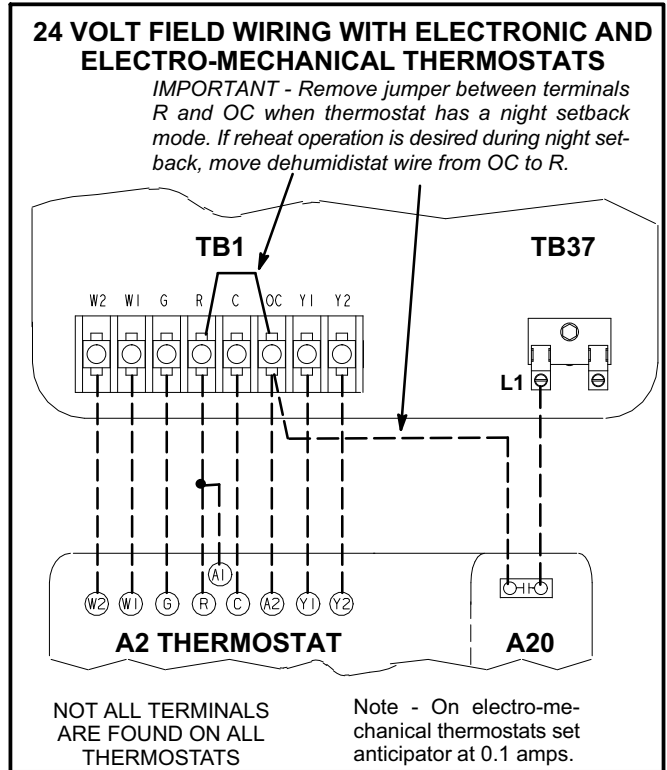 24 VOLT FIELD WIRING WITH ELECTRONIC AND
ELECTRO-MECHANICAL THERMOSTATS
IMPORTANT - Remove jumper between terminals
R and OC when thermostat has a night setback
mode. If reheat operation is desired during night set-
back, move dehumidistat wire from OC to R.
TB1 TB37
W2 W1 G R C OC Y1 Y2
L1
A1
W2 W1 G R C A2 Y1 Y2
A2 THERMOSTAT A20
NOT ALL TERMINALS
ARE FOUND ON ALL
THERMOSTATS
Note - On electro-me-
chanical thermostats set
anticipator at 0.1 amps.